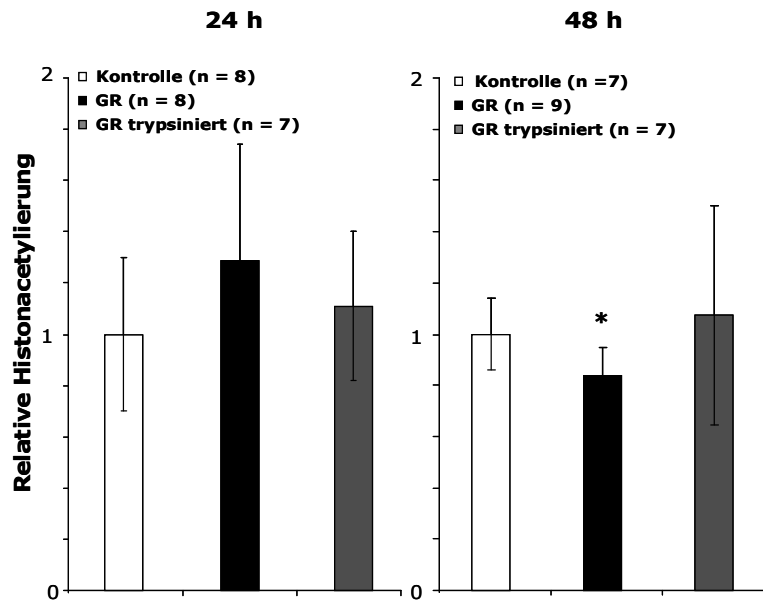 24 h
48 h
Relative Histonacetylierung
2
Kontrolle (n = 8)
GR (n = 8)
GR trypsiniert (n = 7)
1
0
2
Kontrolle (n =7)
GR (n = 9)
GR trypsiniert (n = 7)
*
1
0